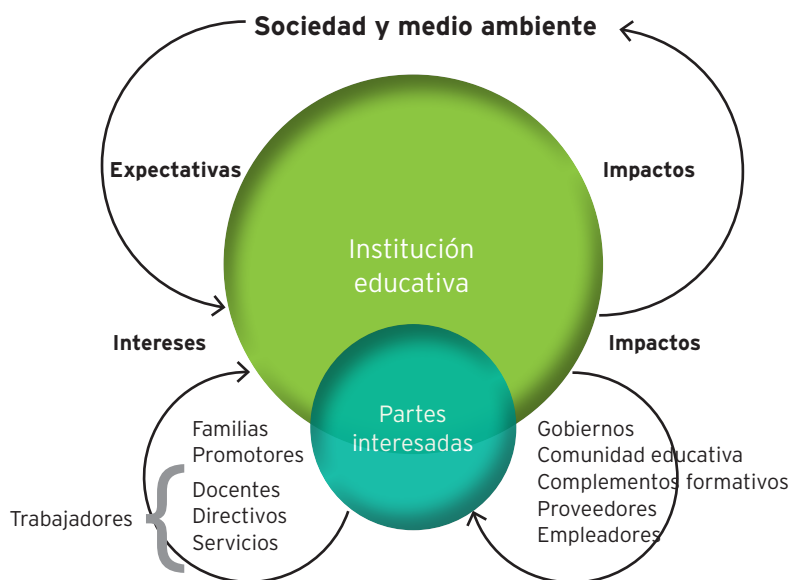 Sociedad y medio ambiente
Expectativas
Impactos
Institución
educativa
Intereses
Impactos
Partes
interesadas
Familias
Promotores
Trabajadores
Docentes
Directivos
Servicios
Gobiernos
Comunidad educativa
Complementos formativos
Proveedores
Empleadores